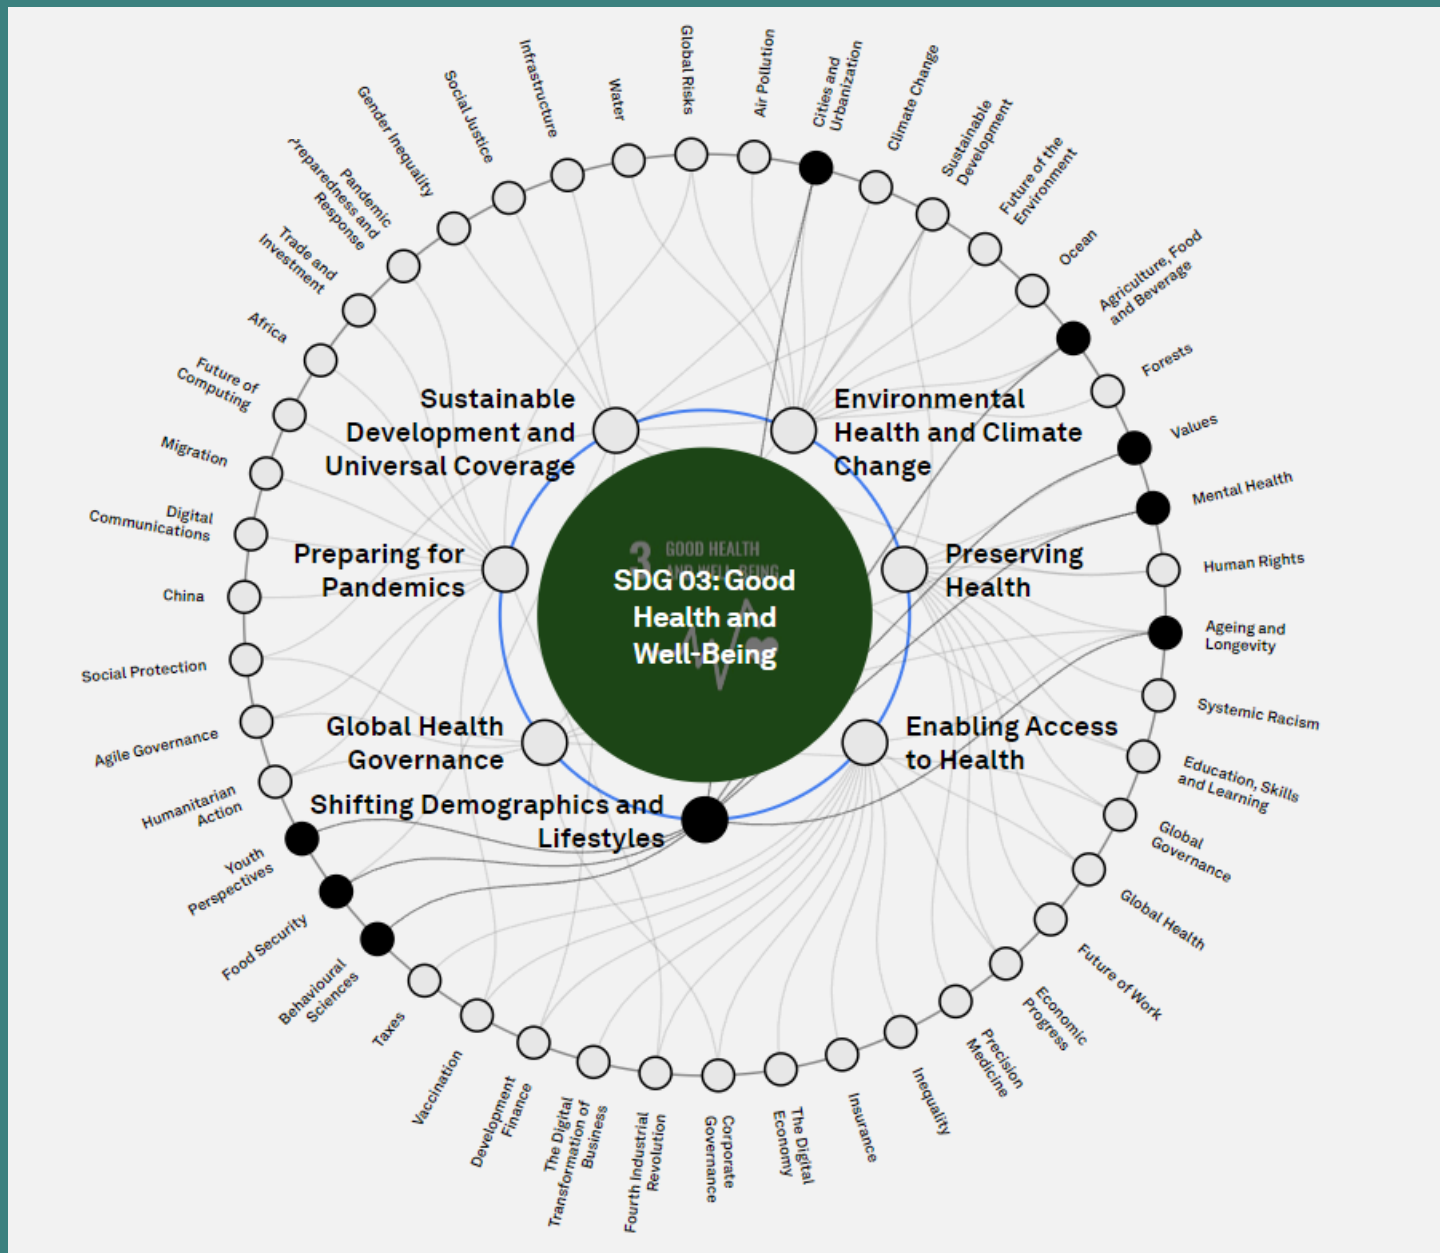 Global Risks
Air Pollution
Cities and
Urbanization
Climate Change
Sustainable
Development
Future of the
Environment
Ocean
Agriculture, Food
and Beverage
Forests
Values
Mental Health
Human Rights
Ageing and
Longevity
Systemic Racism
Education, Skills
and Learning
Global
Governance
Global Health
Future of Work
Economic
Progress
Precision
Medicine
Inequality
Insurance
The Digital
Economy
Corporate
Governance
Fourth Industrial
Revolution
The Digital
Transformation of
Business
Development
Finance
Vaccination
Taxes
Behavioural
Sciences
Food Security
Youth
Perspectives
Humanitarian
Action
Agile Governance
Social Protection
China
Digital
Communications
Migration
Future of
Computing
Africa
Trade and
Investment
Pandemic
Preparedness and
Response
Gender Inequality
Social Justice
Infrastructure
Water
Sustainable
Development and
Universal Coverage
Environmental
Health and Climate
Change
Preparing for
Pandemics
Preserving
Health
Global Health
Governance
Enabling Access
to Health
Shifting Demographics and
Lifestyles
3 GOOD HEALTH
AND WELL-BEING
SDG 03: Good
Health and
Well-Being